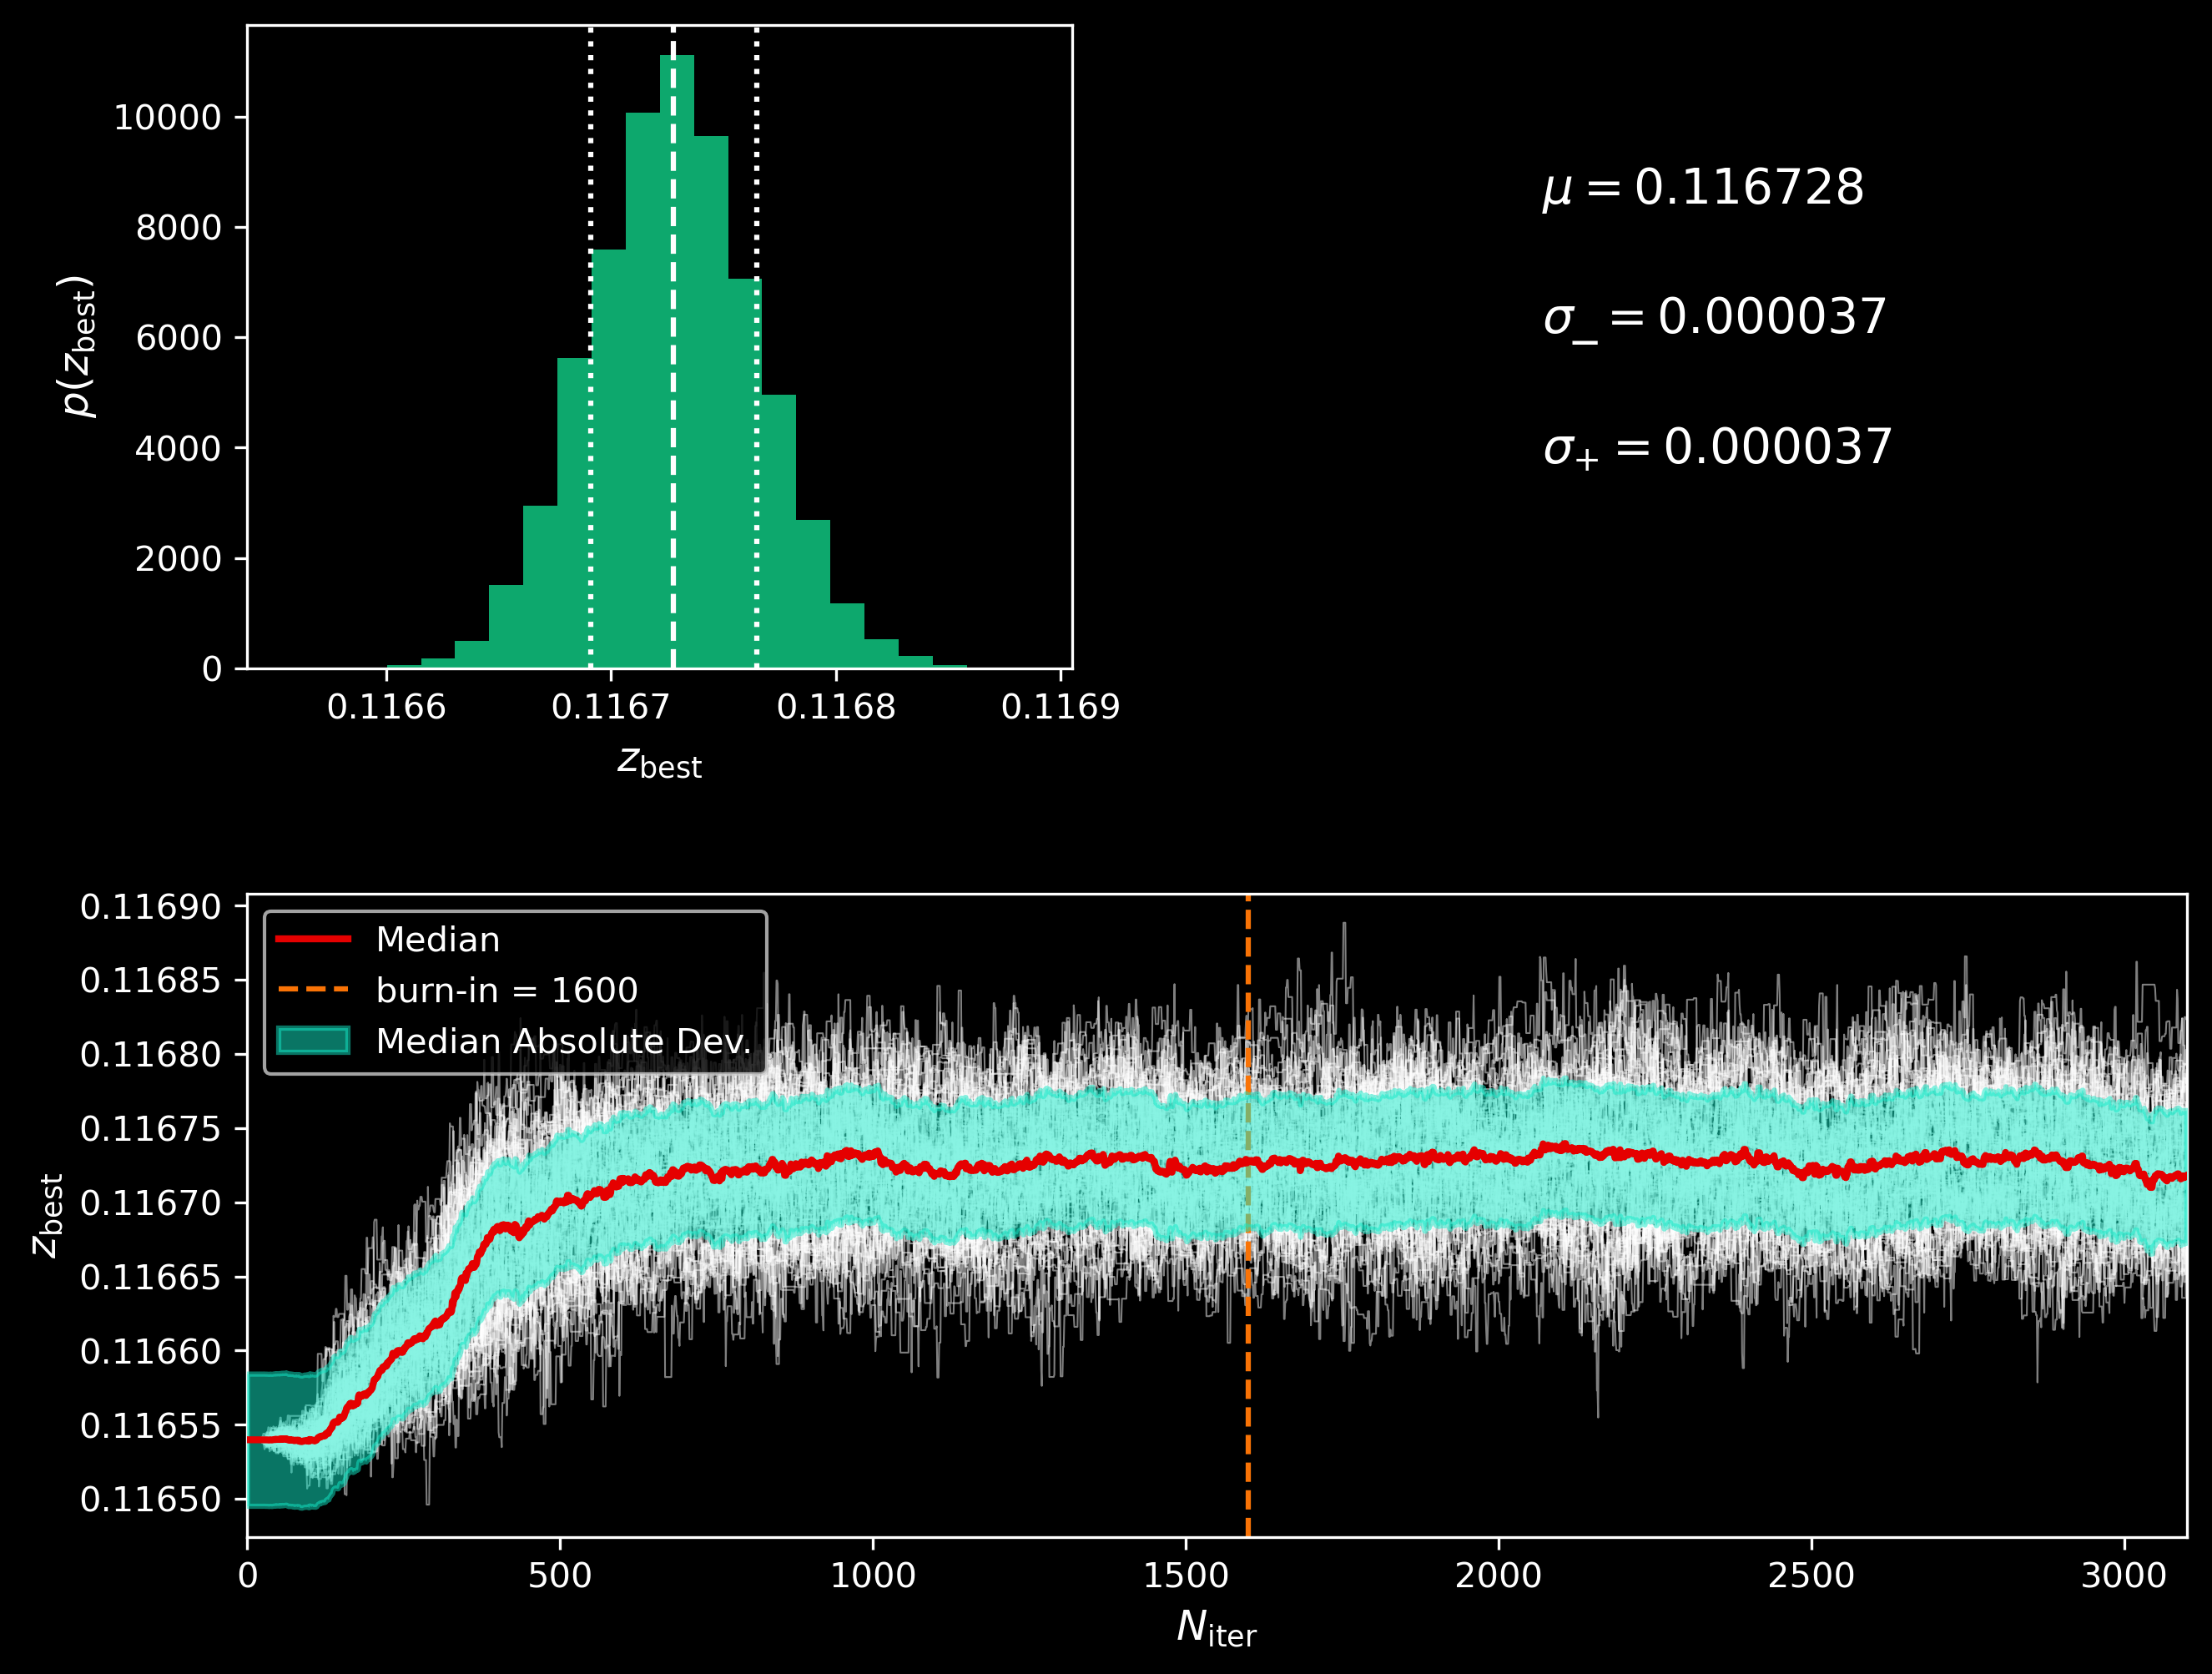 10000
8000
6000
4000
2000
0
p(z_best)
0.1166 0.1167 0.1168 0.1169
z_best
μ = 0.116728
σ_− = 0.000037
σ_+ = 0.000037
0.11690
0.11685
0.11680
0.11675
0.11670
0.11665
0.11660
0.11655
0.11650
z_best
Median
burn-in = 1600
Median Absolute Dev.
0 500 1000 1500 2000 2500 3000
N_iter